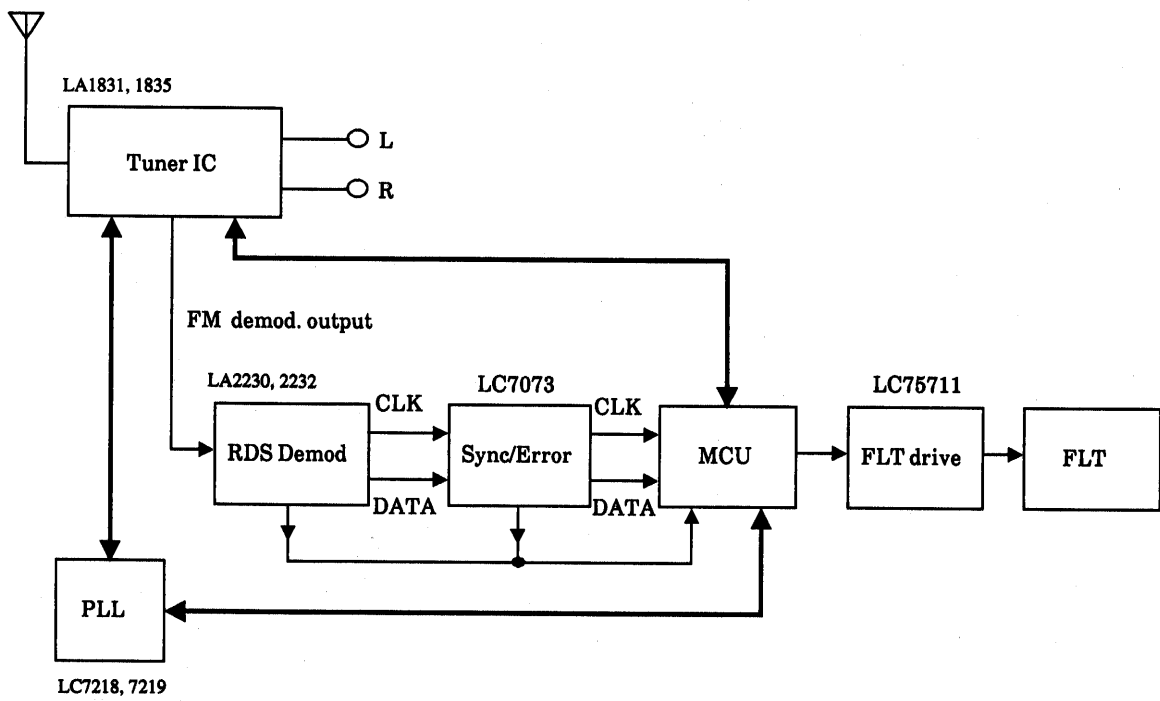 LA1831, 1835
Tuner IC
L
R
FM demod. output
LA2230, 2232
RDS Demod
CLK
DATA
LC7073
Sync/Error
CLK
DATA
MCU
LC75711
FLT drive
FLT
PLL
LC7218, 7219